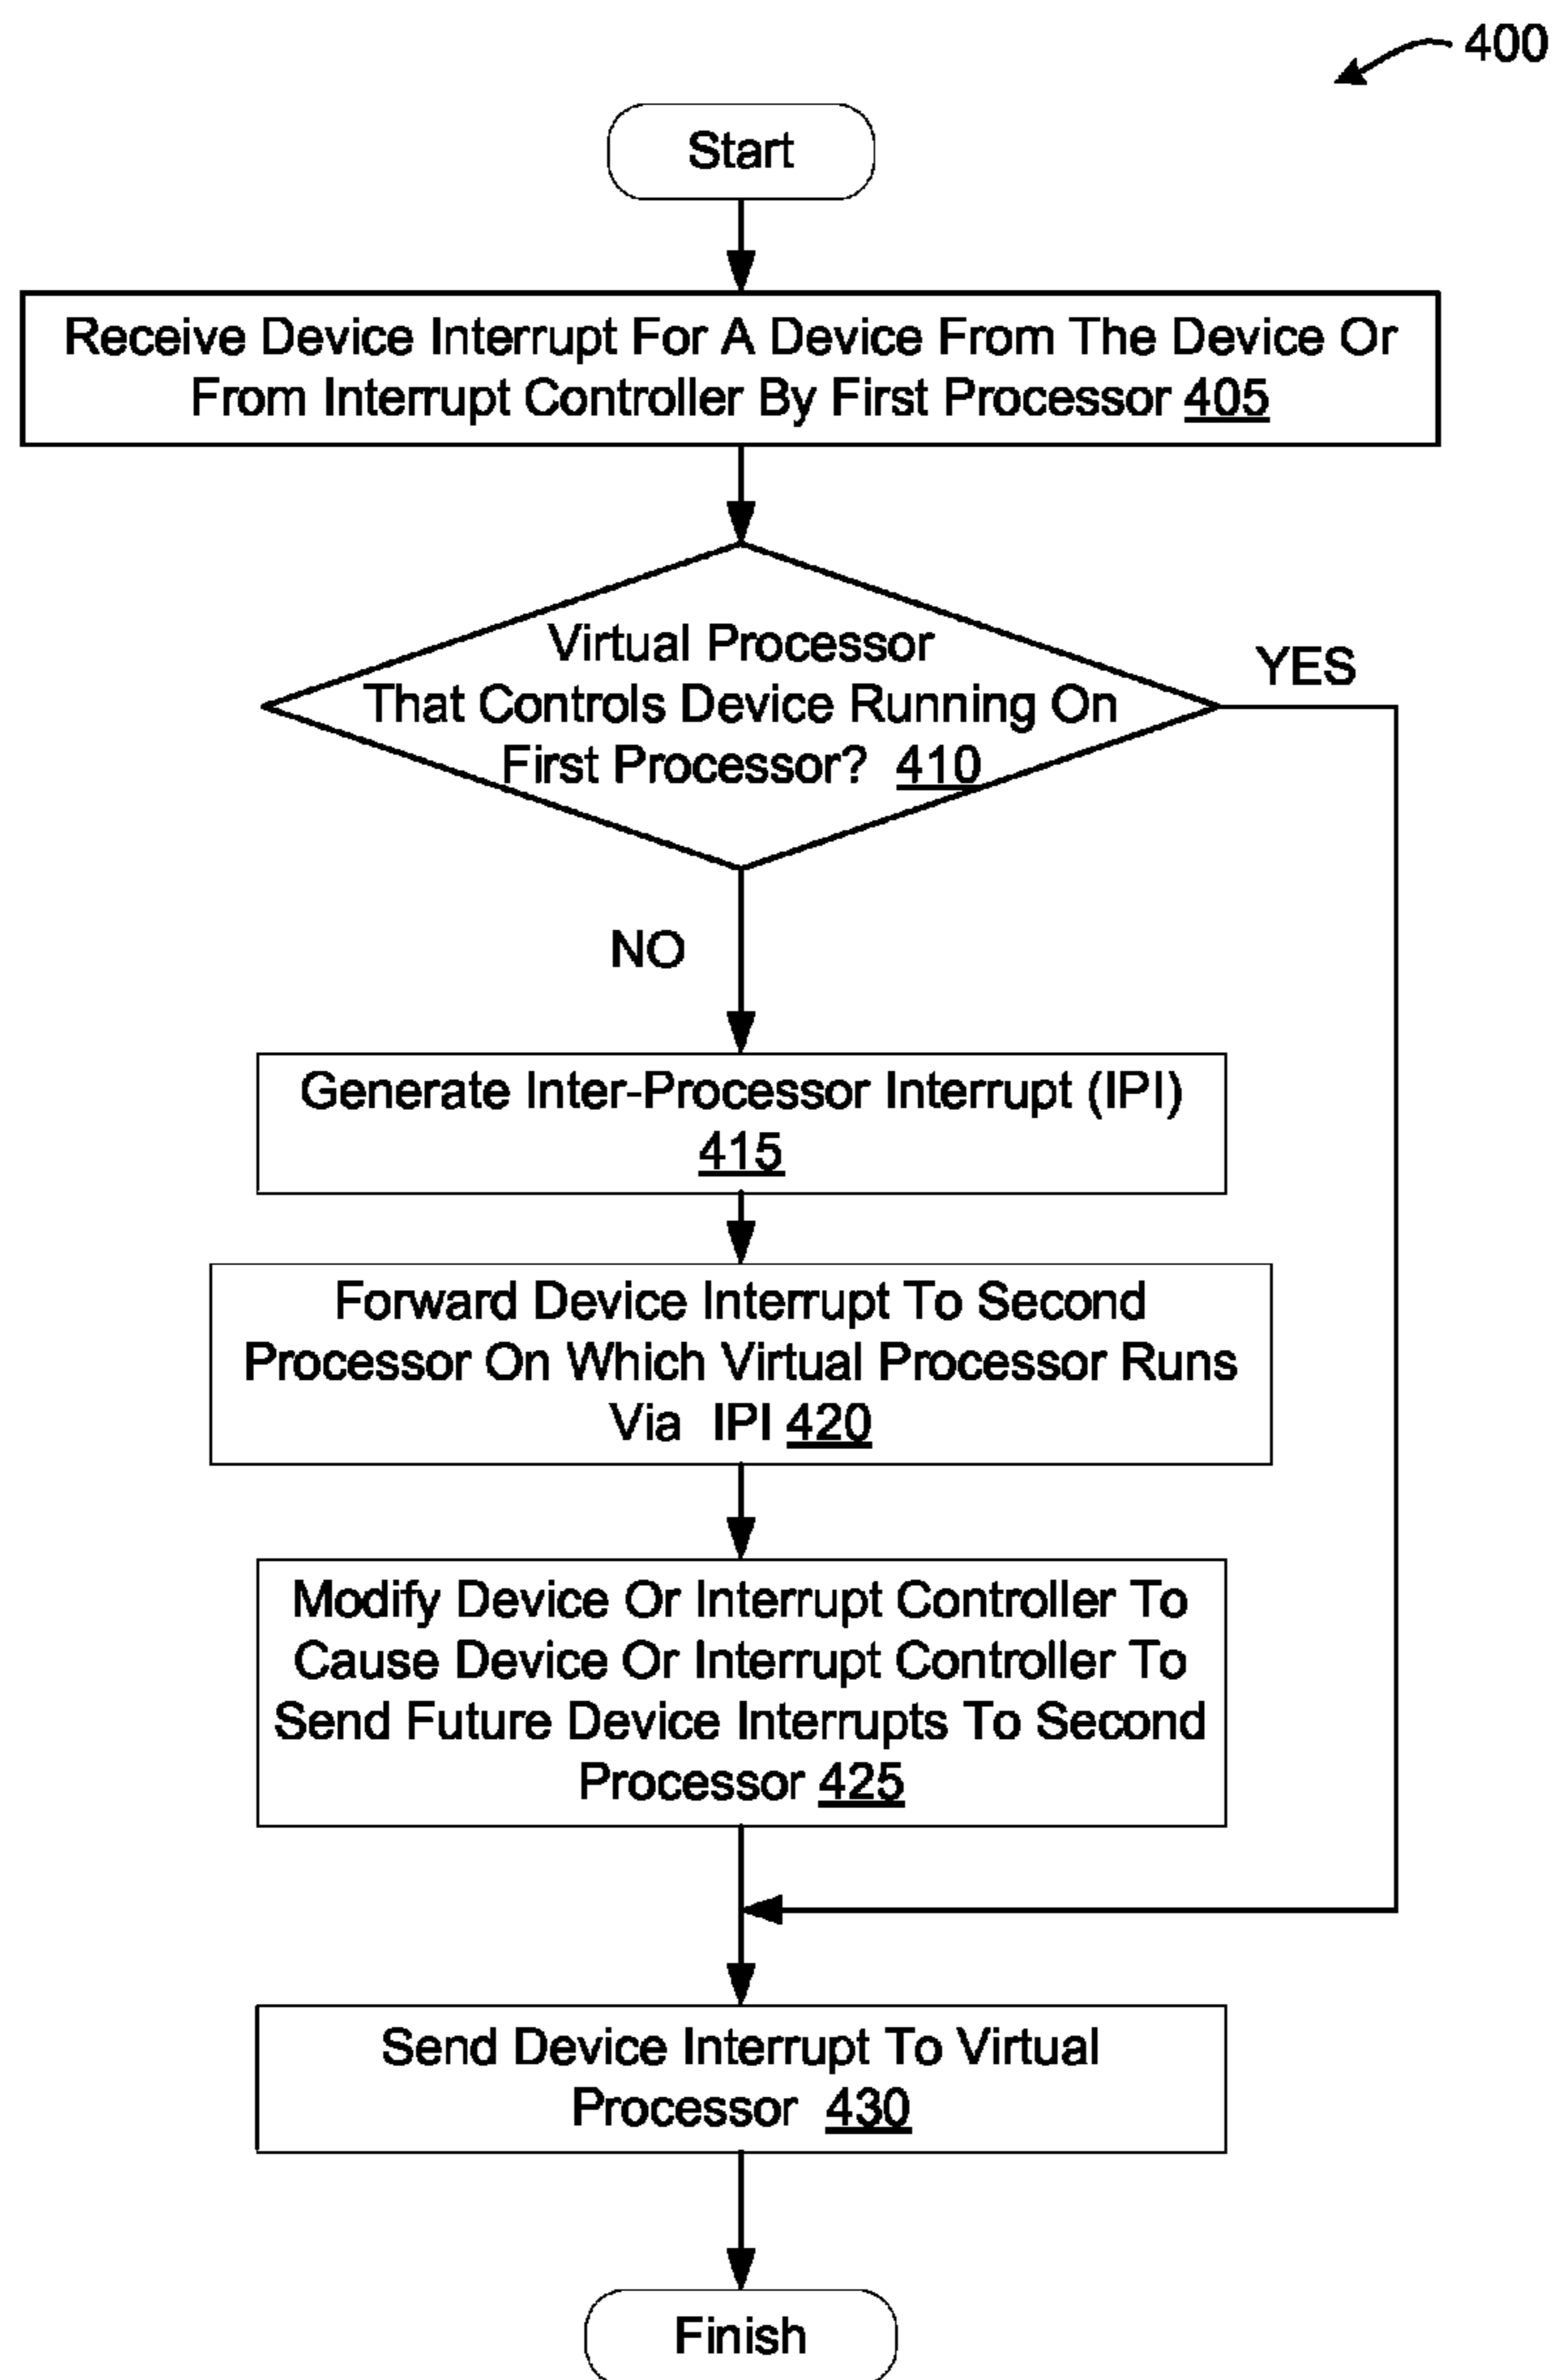 400
Start
Receive Device Interrupt For A Device From The Device Or
From Interrupt Controller By First Processor 405
Virtual Processor
That Controls Device Running On
First Processor? 410
YES
NO
Generate Inter-Processor Interrupt (IPI)
415
Forward Device Interrupt To Second
Processor On Which Virtual Processor Runs
Via IPI 420
Modify Device Or Interrupt Controller To
Cause Device Or Interrupt Controller To
Send Future Device Interrupts To Second
Processor 425
Send Device Interrupt To Virtual
Processor 430
Finish